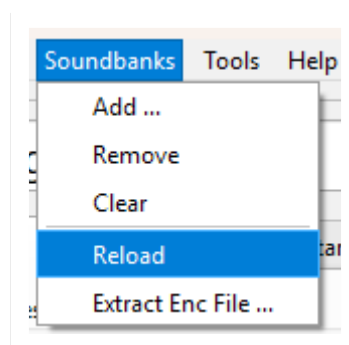 Soundbanks Tools Help
Add ...
Remove
Clear
Reload
Extract Enc File ...